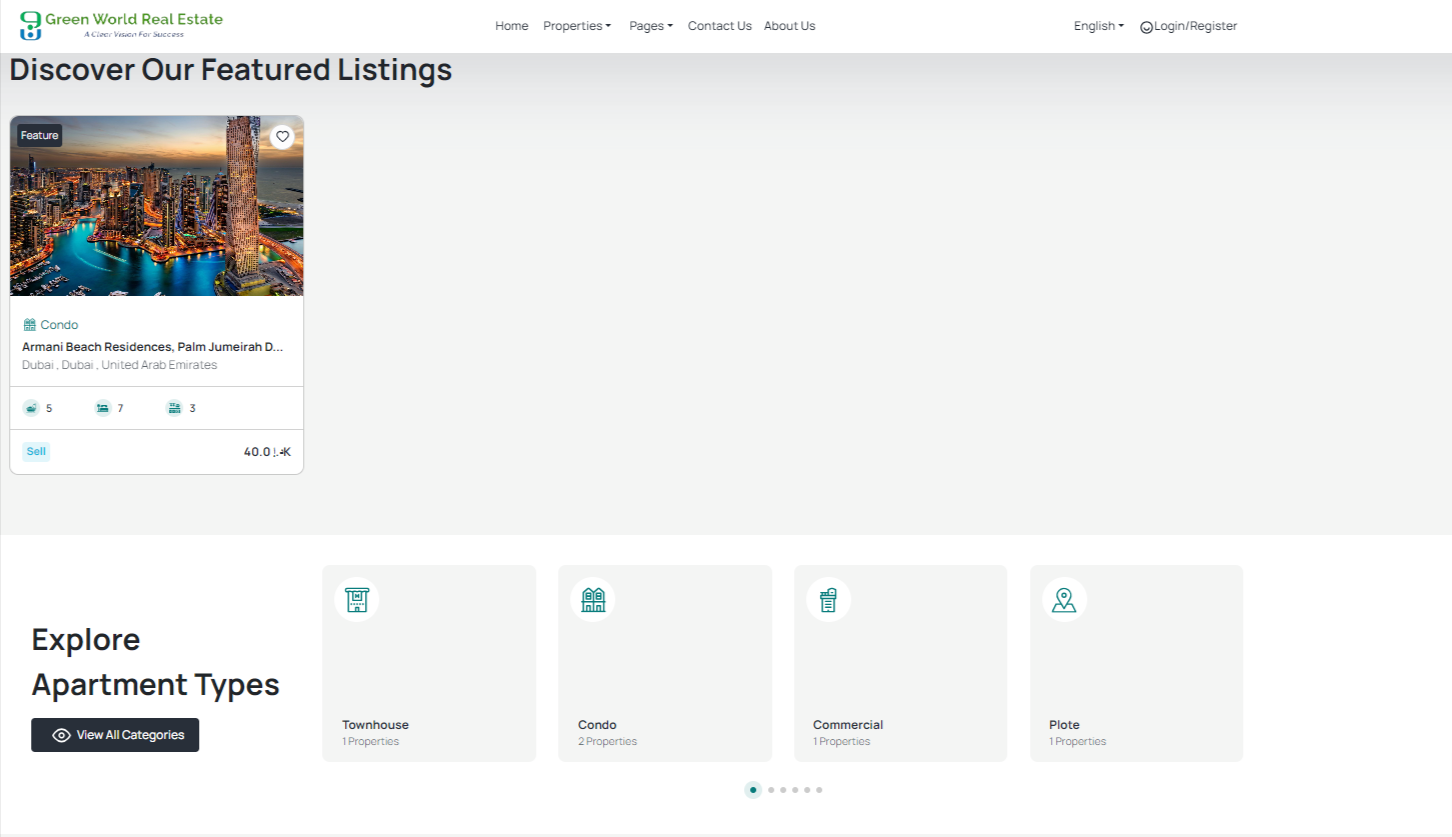 Green World Real Estate
A Clear Vision For Success
Home
Properties
Pages
Contact Us
About Us
English
Login/Register
Discover Our Featured Listings
Feature
Condo
Armani Beach Residences, Palm Jumeirah D...
Dubai , Dubai , United Arab Emirates
5
7
3
Sell
40.0 د.إK
Explore
Apartment Types
View All Categories
Townhouse
1 Properties
Condo
2 Properties
Commercial
1 Properties
Plote
1 Properties